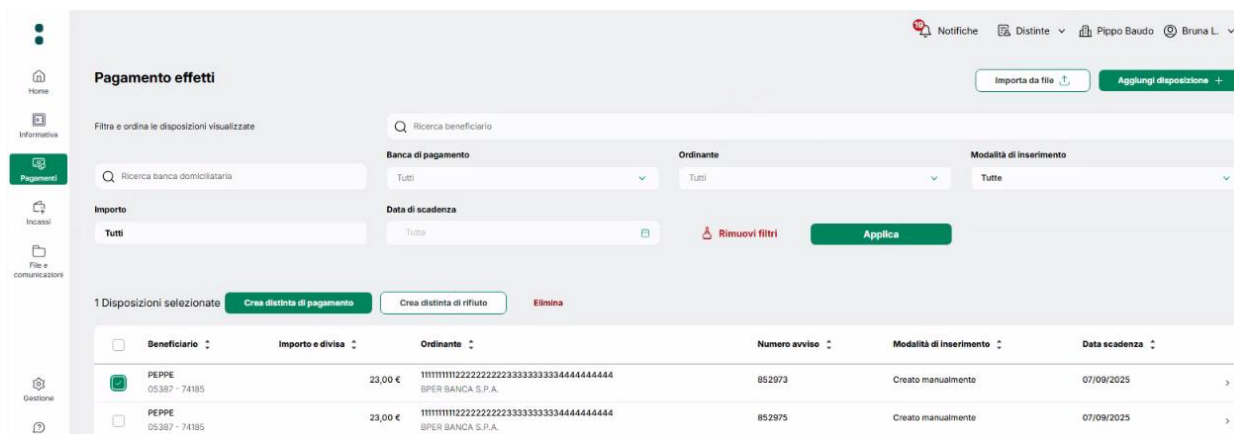 19 Notifiche Distinte Pippo Baudo Bruna L.
Home
Informativa
Pagamenti
Incassi
File e
comunicazioni
Gestione
Pagamento effetti
Importa da file
Aggiungi disposizione +
Filtra e ordina le disposizioni visualizzate
Ricerca beneficiario
Ricerca banca domiciliataria
Banca di pagamento
Tutti
Ordinante
Tutti
Modalità di inserimento
Tutte
Importo
Tutti
Data di scadenza
Tutte
Rimuovi filtri
Applica
1 Disposizioni selezionate Crea distinta di pagamento Crea distinta di rifiuto Elimina
Beneficiario Importo e divisa Ordinante Numero avviso Modalità di inserimento Data scadenza
PEPPE 23,00 € 11111111112222222222333333333334444444444 852973 Creato manualmente 07/09/2025
05387 - 74185 BPER BANCA S.P.A.
PEPPE 23,00 € 11111111112222222222333333333334444444444 852975 Creato manualmente 07/09/2025
05387 - 74185 BPER BANCA S.P.A.